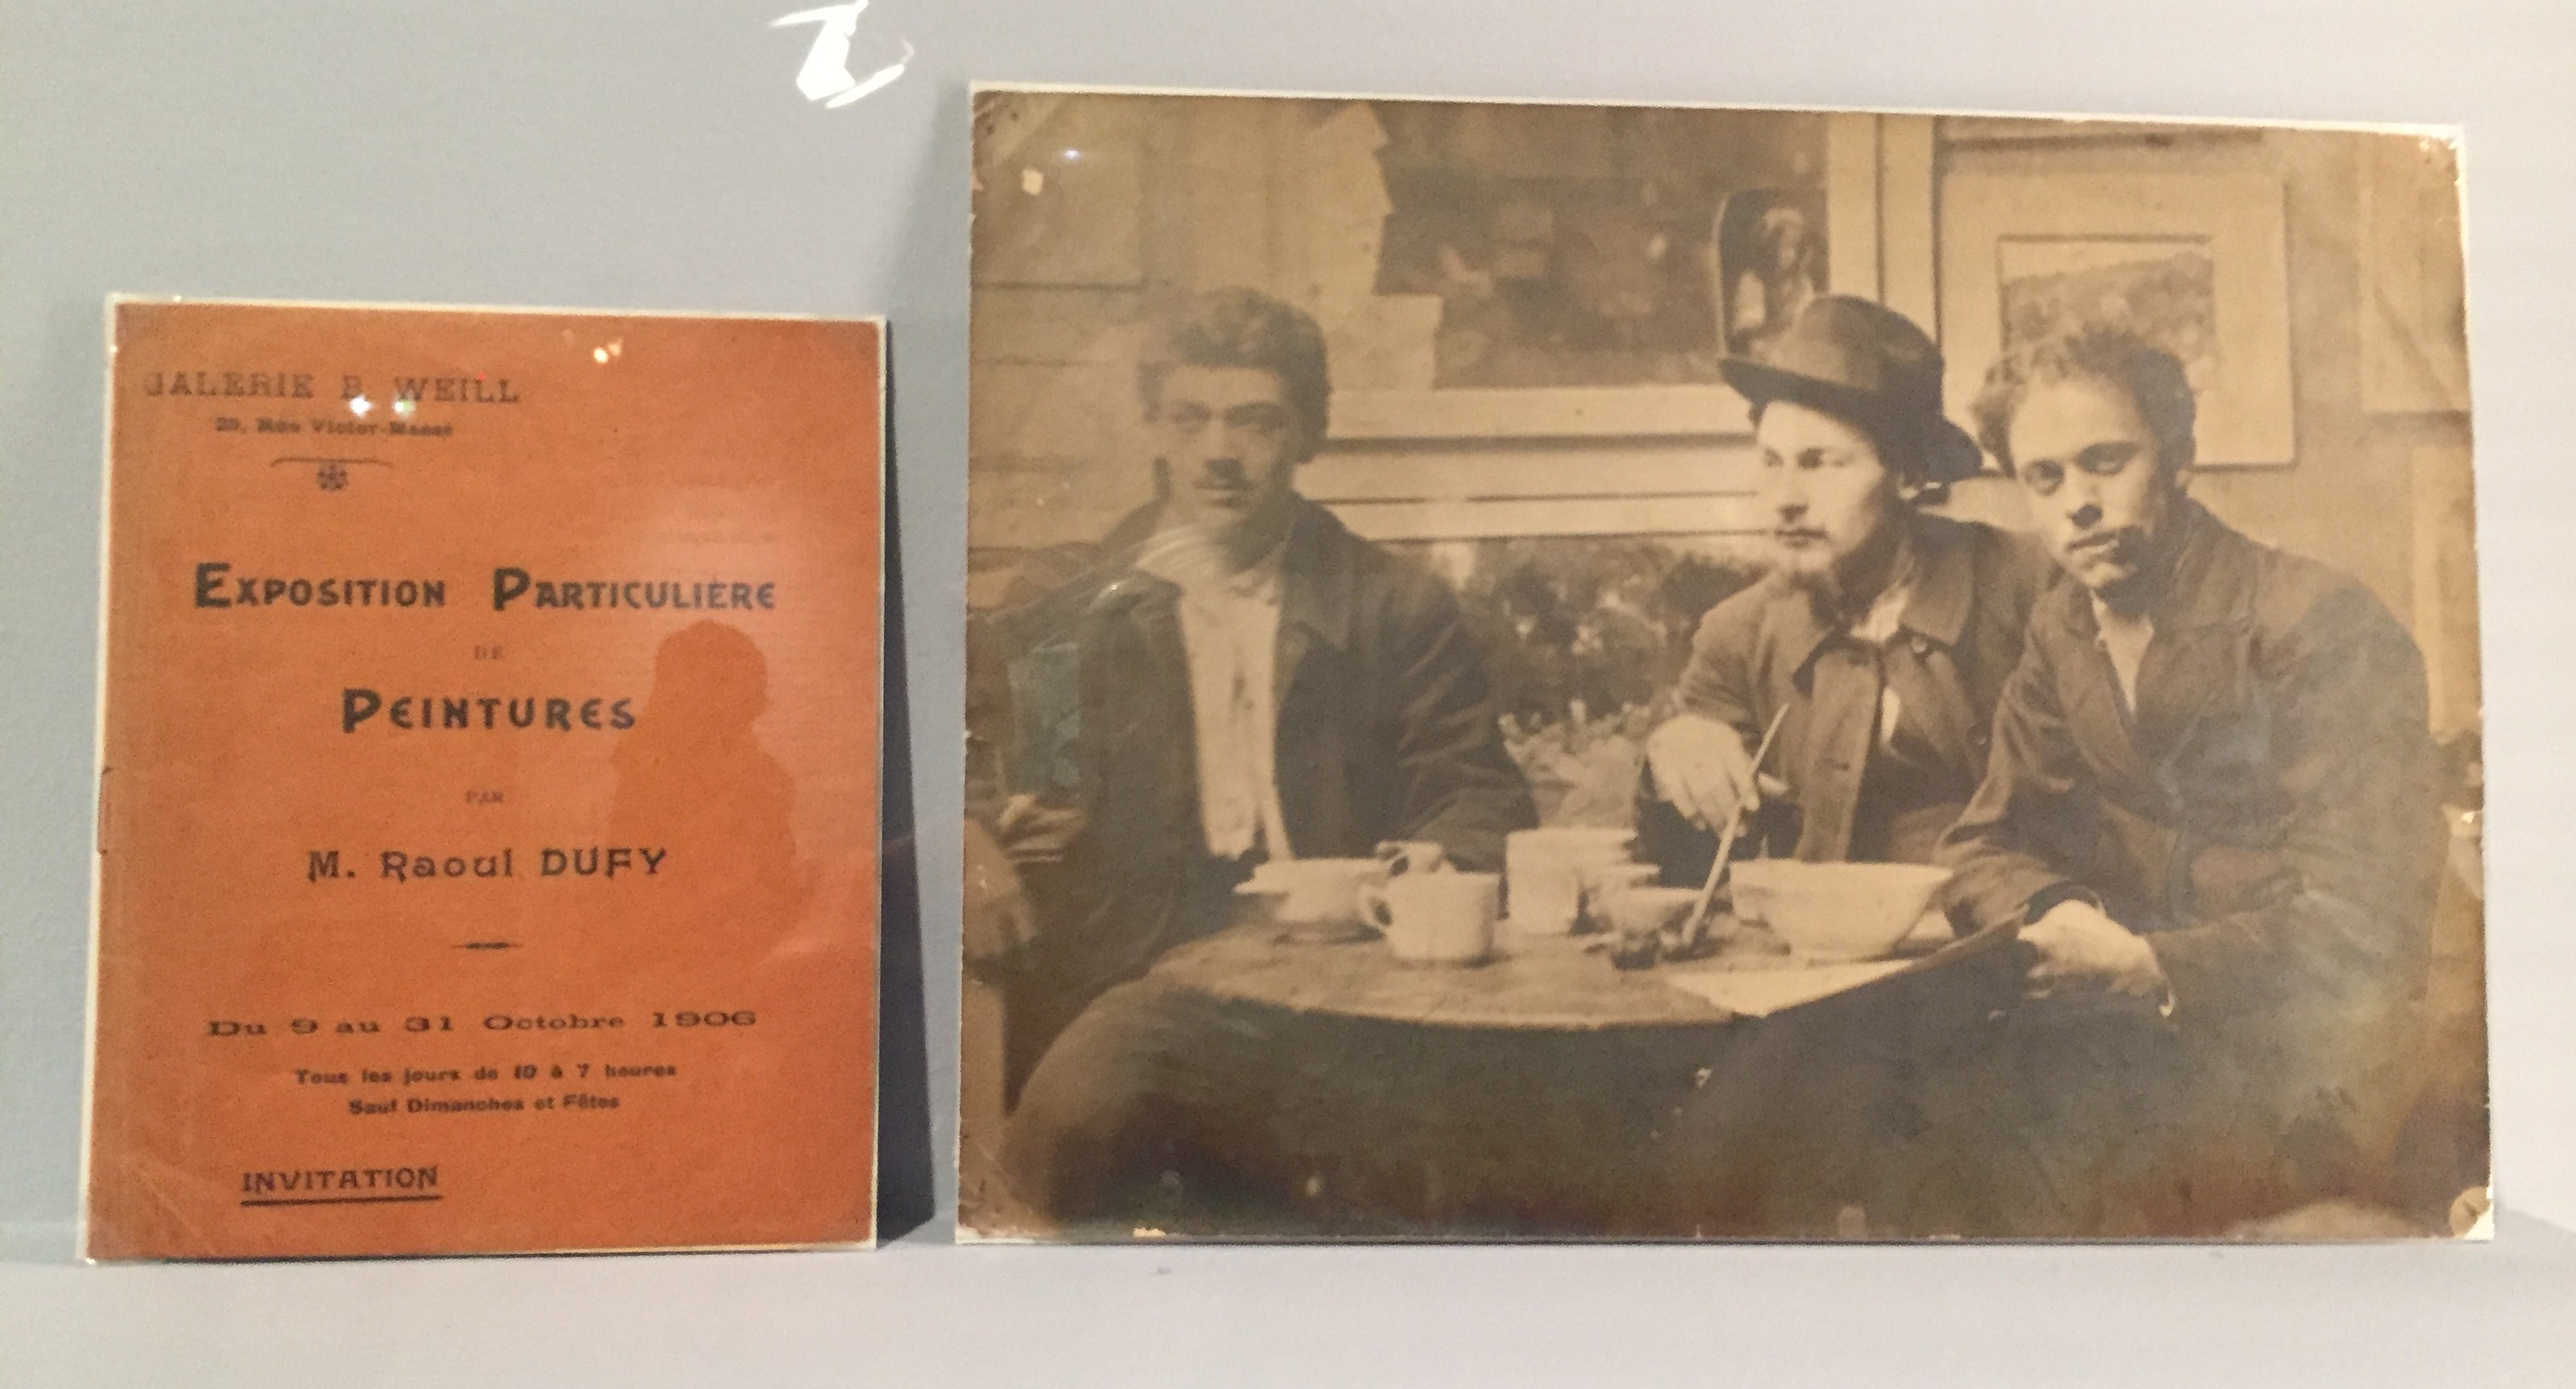 GALERIE B. WEILL
25, Rue Victor-Massé
EXPOSITION PARTICULIÈRE
DE
PEINTURES
PAR
M. Raoul DUFY
Du 9 au 31 Octobre 1906
Tous les jours de 10 à 7 heures
Sauf Dimanches et Fêtes
INVITATION